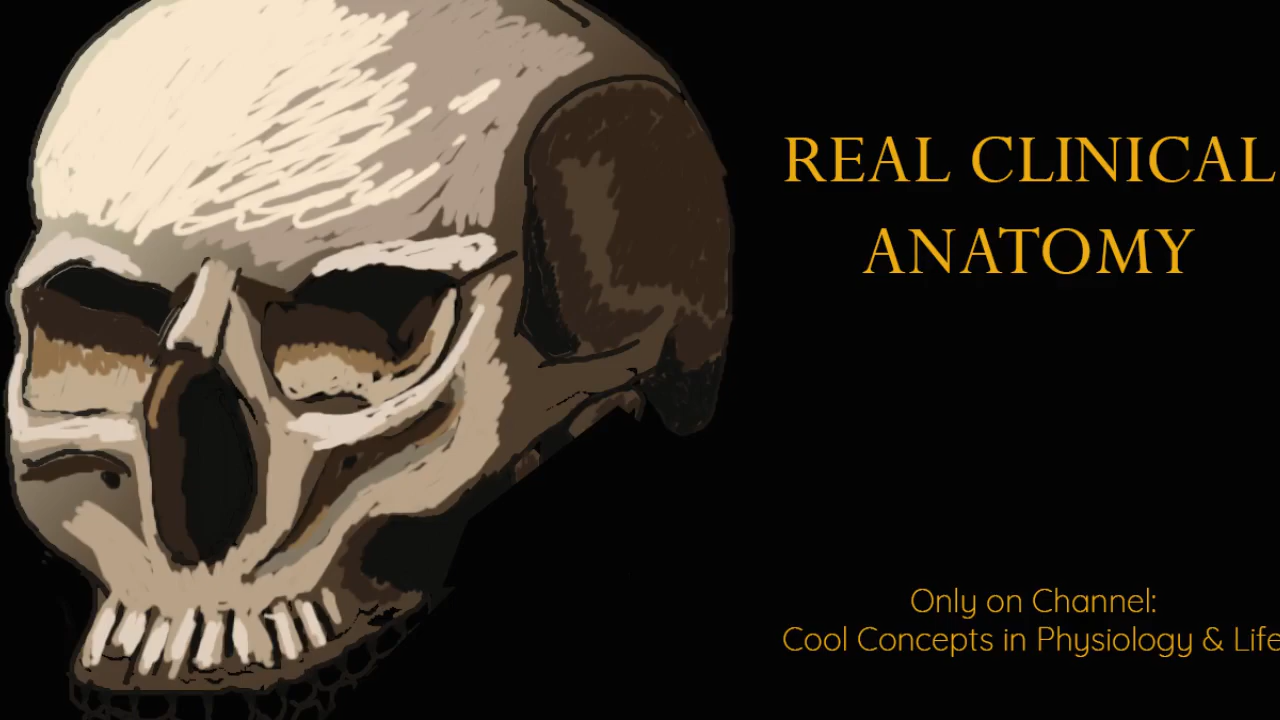 REAL CLINICAL
ANATOMY
Only on Channel:
Cool Concepts in Physiology & Life